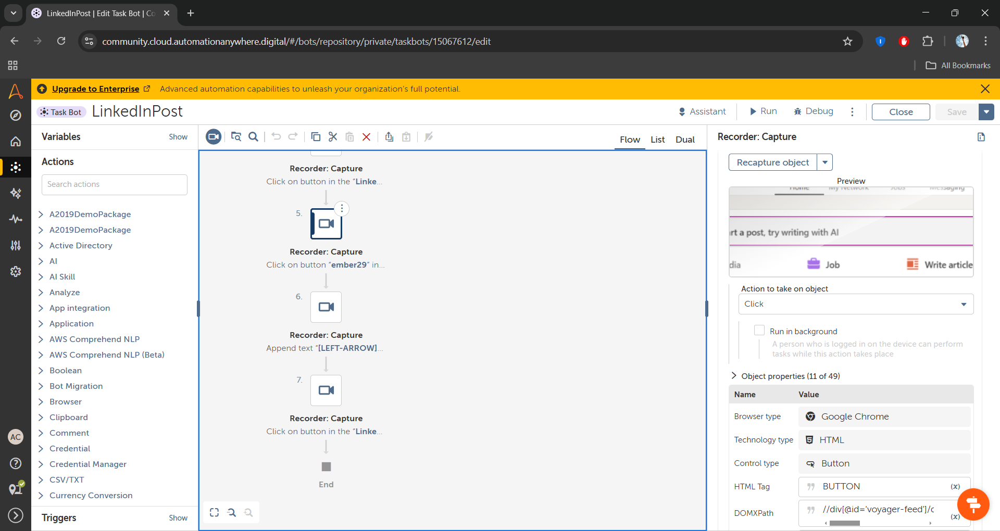 LinkedInPost | Edit Task Bot | Co
community.cloud.automationanywhere.digital/#/bots/repository/private/taskbots/15067612/edit
All Bookmarks
Upgrade to Enterprise Advanced automation capabilities to unleash your organization's full potential.
Task Bot LinkedInPost
Assistant Run Debug Close Save
Variables Show
Flow List Dual
Recorder: Capture
Actions
Search actions
A2019DemoPackage
A2019DemoPackage
Active Directory
AI
AI Skill
Analyze
App integration
Application
AWS Comprehend NLP
AWS Comprehend NLP (Beta)
Boolean
Bot Migration
Browser
Clipboard
Comment
Credential
Credential Manager
CSV/TXT
Currency Conversion
Triggers Show
AC
Recorder: Capture
Click on button in the “Linke...
5.
Recorder: Capture
Click on button “ember29” in...
6.
Recorder: Capture
Append text “[LEFT-ARROW]...
7.
Recorder: Capture
Click on button in the “Linke...
End
Recapture object
Preview
Home My Network Jobs Messaging
rt a post, try writing with AI
dia Job Write article
Action to take on object
Click
Run in background
A person who is logged in on the device can perform
tasks while this action takes place
Object properties (11 of 49)
Name Value
Browser type Google Chrome
Technology type HTML
Control type Button
HTML Tag BUTTON (x)
DOMXPath //div[@id='voyager-feed']/c (x)